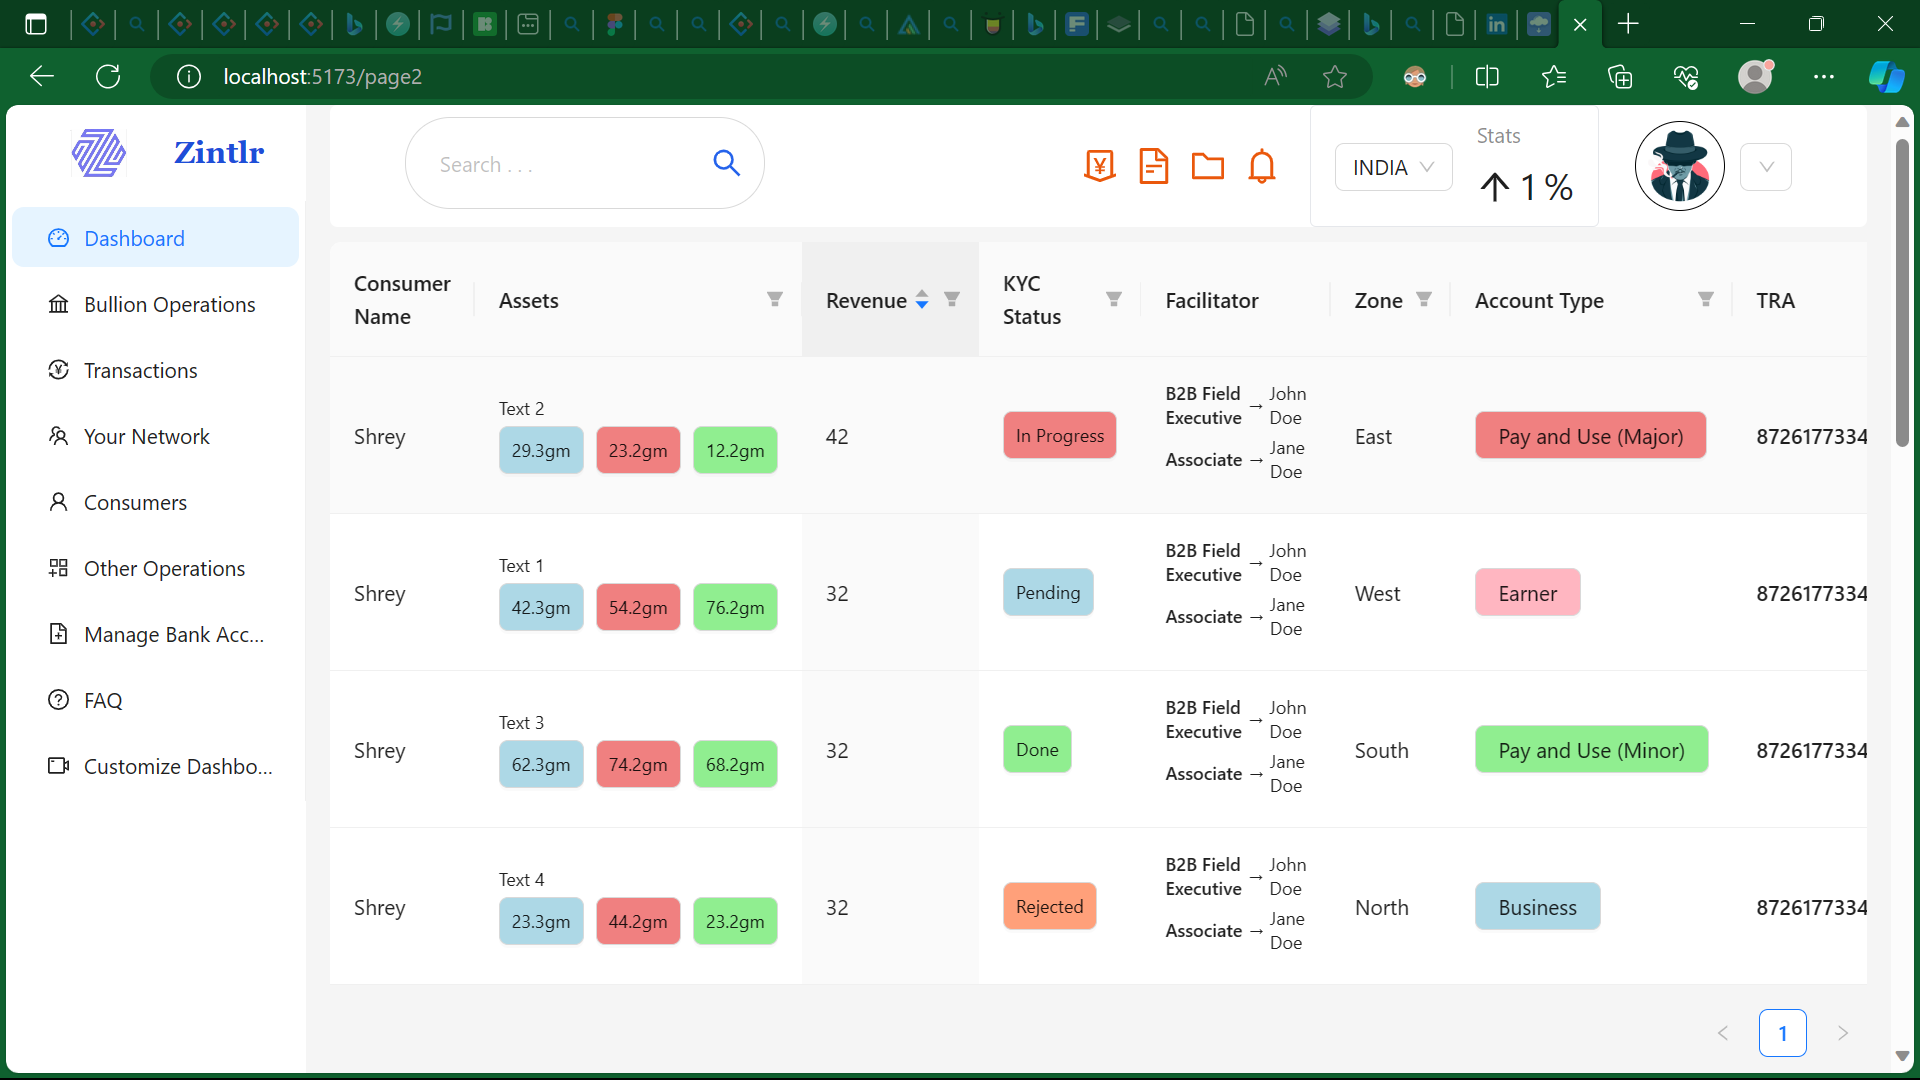 localhost:5173/page2
Zintlr
Search . . .
INDIA
Stats
1 %
Dashboard
Bullion Operations
Transactions
Your Network
Consumers
Other Operations
Manage Bank Acc...
FAQ
Customize Dashbo...
Consumer Name Assets Revenue KYC Status Facilitator Zone Account Type TRA
Shrey
Text 2
29.3gm 23.2gm 12.2gm
42
In Progress
B2B Field Executive → John Doe
Associate → Jane Doe
East
Pay and Use (Major)
8726177334
Shrey
Text 1
42.3gm 54.2gm 76.2gm
32
Pending
B2B Field Executive → John Doe
Associate → Jane Doe
West
Earner
8726177334
Shrey
Text 3
62.3gm 74.2gm 68.2gm
32
Done
B2B Field Executive → John Doe
Associate → Jane Doe
South
Pay and Use (Minor)
8726177334
Shrey
Text 4
23.3gm 44.2gm 23.2gm
32
Rejected
B2B Field Executive → John Doe
Associate → Jane Doe
North
Business
8726177334
1